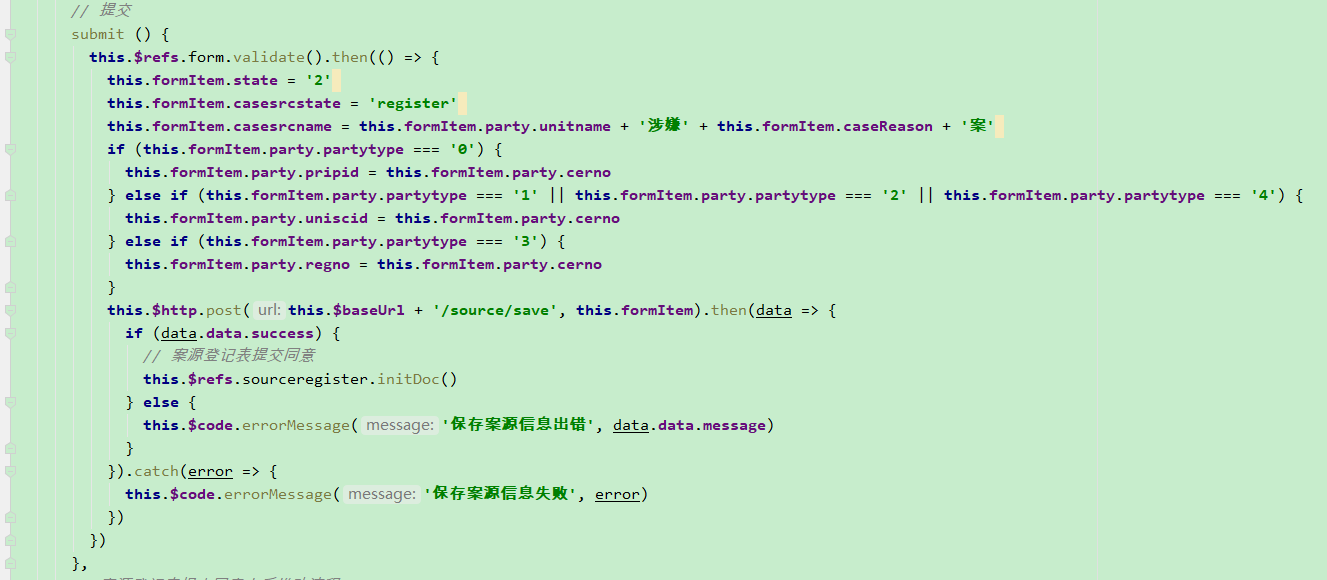 // 提交
submit () {
this.$refs.form.validate().then(() => {
this.formItem.state = '2'
this.formItem.casesrcstate = 'register'
this.formItem.casesrcname = this.formItem.party.unitname + '涉嫌' + this.formItem.caseReason + '案'
if (this.formItem.party.partytype === '0') {
this.formItem.party.pripid = this.formItem.party.cerno
} else if (this.formItem.party.partytype === '1' || this.formItem.party.partytype === '2' || this.formItem.party.partytype === '4') {
this.formItem.party.uniscid = this.formItem.party.cerno
} else if (this.formItem.party.partytype === '3') {
this.formItem.party.regno = this.formItem.party.cerno
}
this.$http.post( url: this.$baseUrl + '/source/save', this.formItem).then(data => {
if (data.data.success) {
// 案源登记表提交同意
this.$refs.sourceregister.initDoc()
} else {
this.$code.errorMessage( message: '保存案源信息出错', data.data.message)
}
}).catch(error => {
this.$code.errorMessage( message: '保存案源信息失败', error)
})
})
},